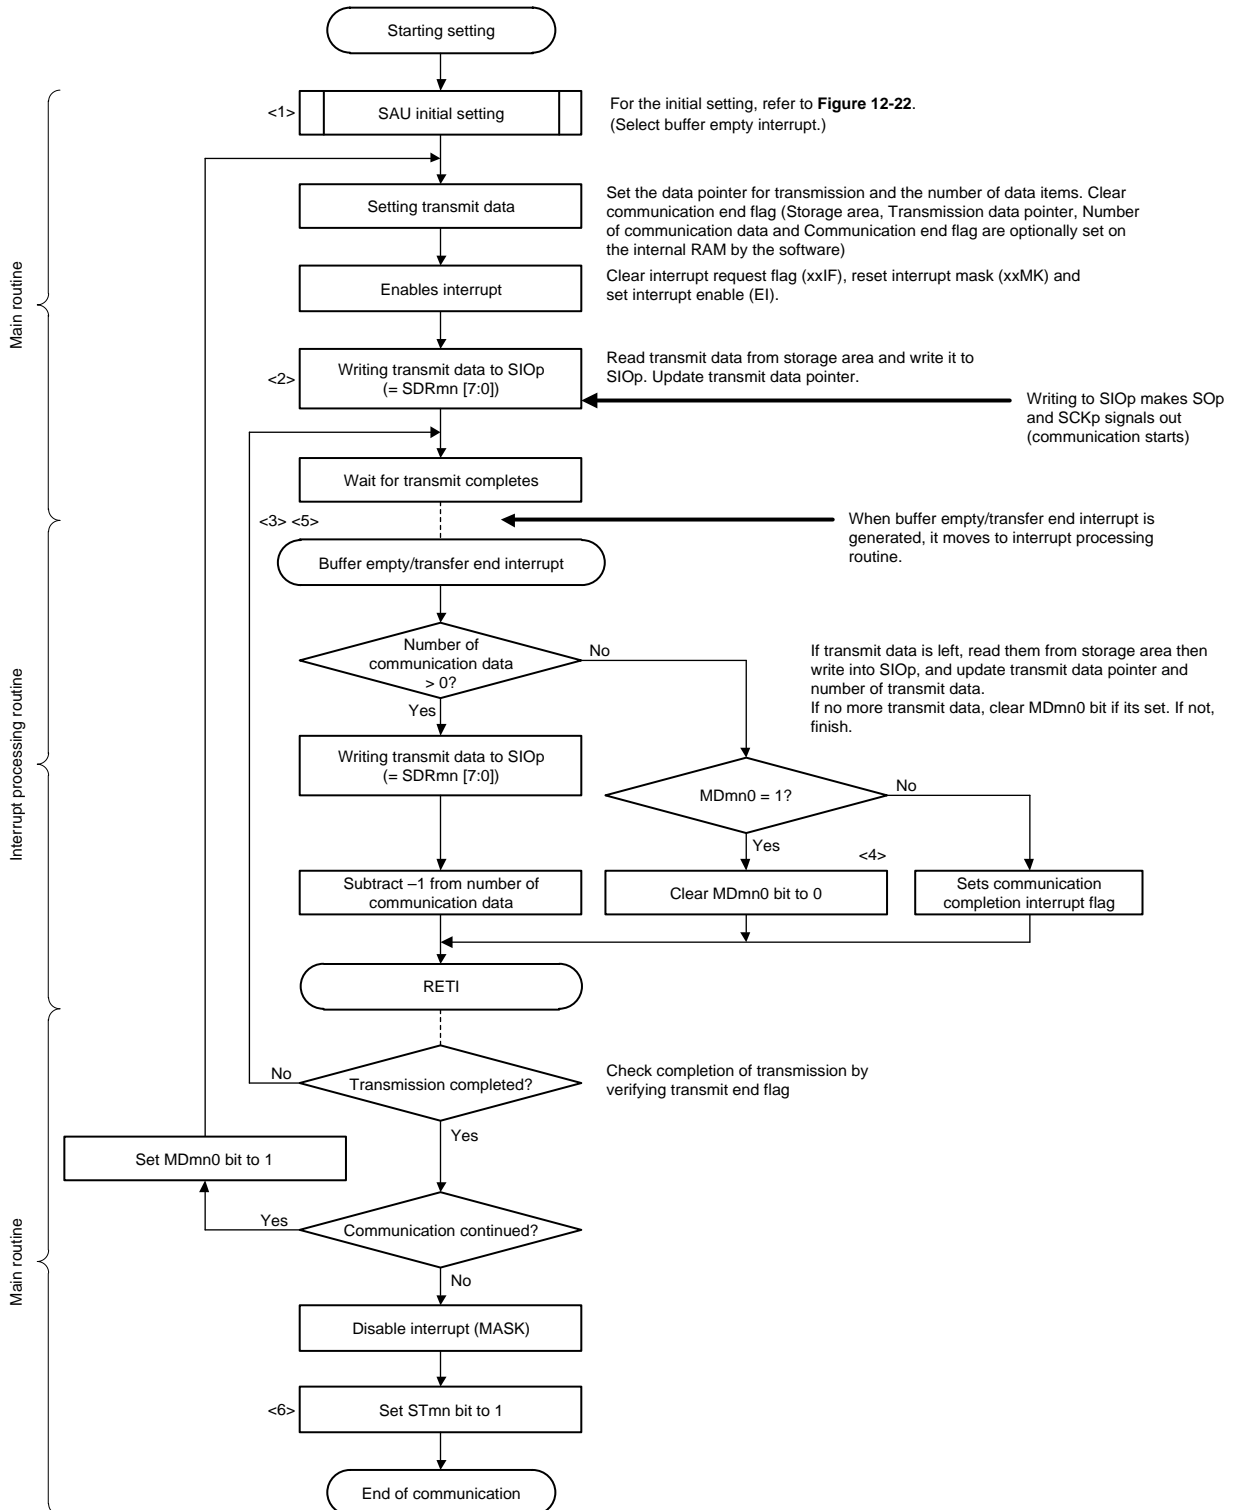 Starting setting
<1>
SAU initial setting
For the initial setting, refer to Figure 12-22.
(Select buffer empty interrupt.)
Setting transmit data
Set the data pointer for transmission and the number of data items. Clear
communication end flag (Storage area, Transmission data pointer, Number
of communication data and Communication end flag are optionally set on
the internal RAM by the software)
Main routine
Enables interrupt
Clear interrupt request flag (xxIF), reset interrupt mask (xxMK) and
set interrupt enable (EI).
<2>
Writing transmit data to SIOp
(= SDRmn [7:0])
Read transmit data from storage area and write it to
SIOp. Update transmit data pointer.
Writing to SIOp makes SOp
and SCKp signals out
(communication starts)
Wait for transmit completes
<3> <5>
When buffer empty/transfer end interrupt is
generated, it moves to interrupt processing
routine.
Buffer empty/transfer end interrupt
Number of
communication data
> 0?
No
Yes
If transmit data is left, read them from storage area then
write into SIOp, and update transmit data pointer and
number of transmit data.
If no more transmit data, clear MDmn0 bit if its set. If not,
finish.
Interrupt processing routine
Writing transmit data to SIOp
(= SDRmn [7:0])
MDmn0 = 1?
No
Yes
<4>
Subtract –1 from number of
communication data
Clear MDmn0 bit to 0
Sets communication
completion interrupt flag
RETI
Transmission completed?
No
Yes
Check completion of transmission by
verifying transmit end flag
Set MDmn0 bit to 1
Communication continued?
Yes
No
Main routine
Disable interrupt (MASK)
<6>
Set STmn bit to 1
End of communication